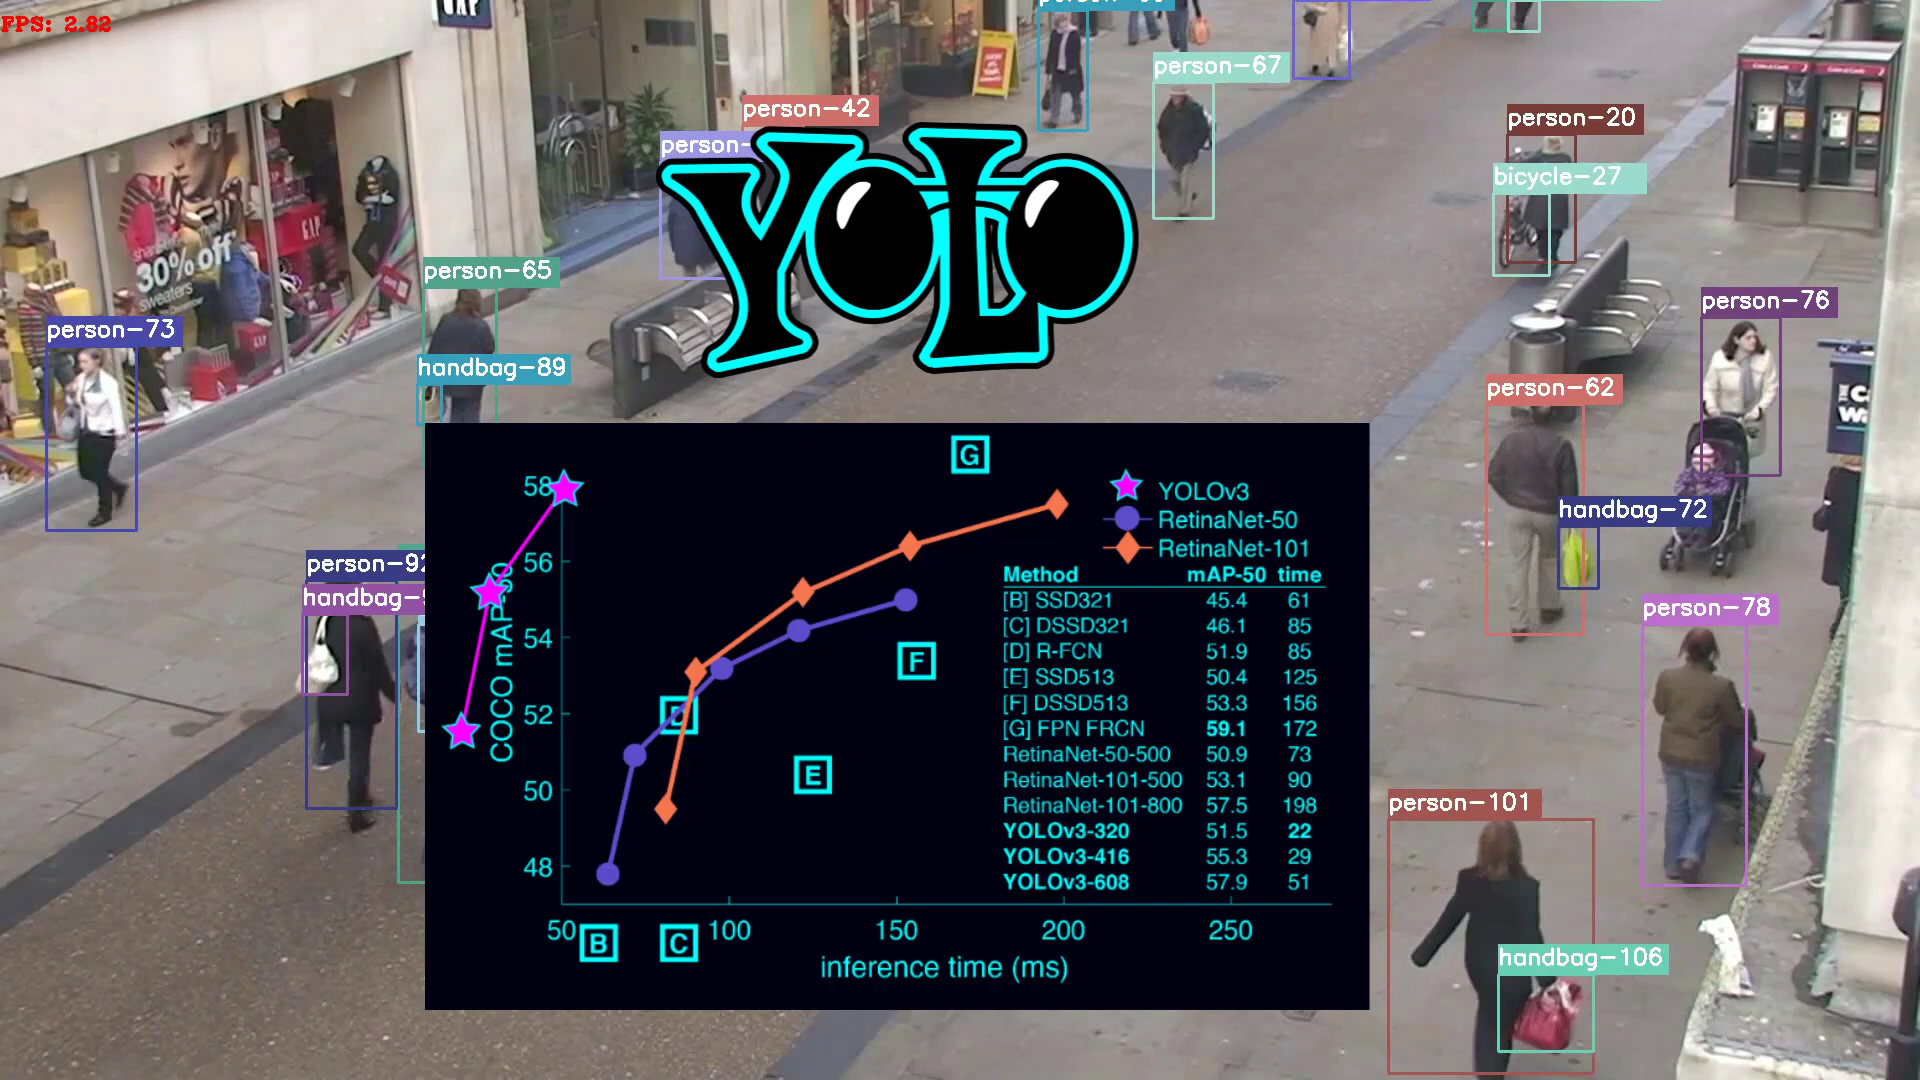 FPS: 2.82
GAP
person-42
person-67
person-20
person-
bicycle-27
YOLO
30% off
sweaters
GAP
person-65
person-76
person-73
handbag-89
person-62
handbag-72
person-92
handbag-
person-78
person-101
handbag-106
G
58
56
54
52
50
48
COCO mAP-50
YOLOv3
RetinaNet-50
RetinaNet-101
Method mAP-50 time
[B] SSD321 45.4 61
[C] DSSD321 46.1 85
[D] R-FCN 51.9 85
[E] SSD513 50.4 125
[F] DSSD513 53.3 156
[G] FPN FRCN 59.1 172
RetinaNet-50-500 50.9 73
RetinaNet-101-500 53.1 90
RetinaNet-101-800 57.5 198
YOLOv3-320 51.5 22
YOLOv3-416 55.3 29
YOLOv3-608 57.9 51
F
D
E
50 B C 100 150 200 250
inference time (ms)